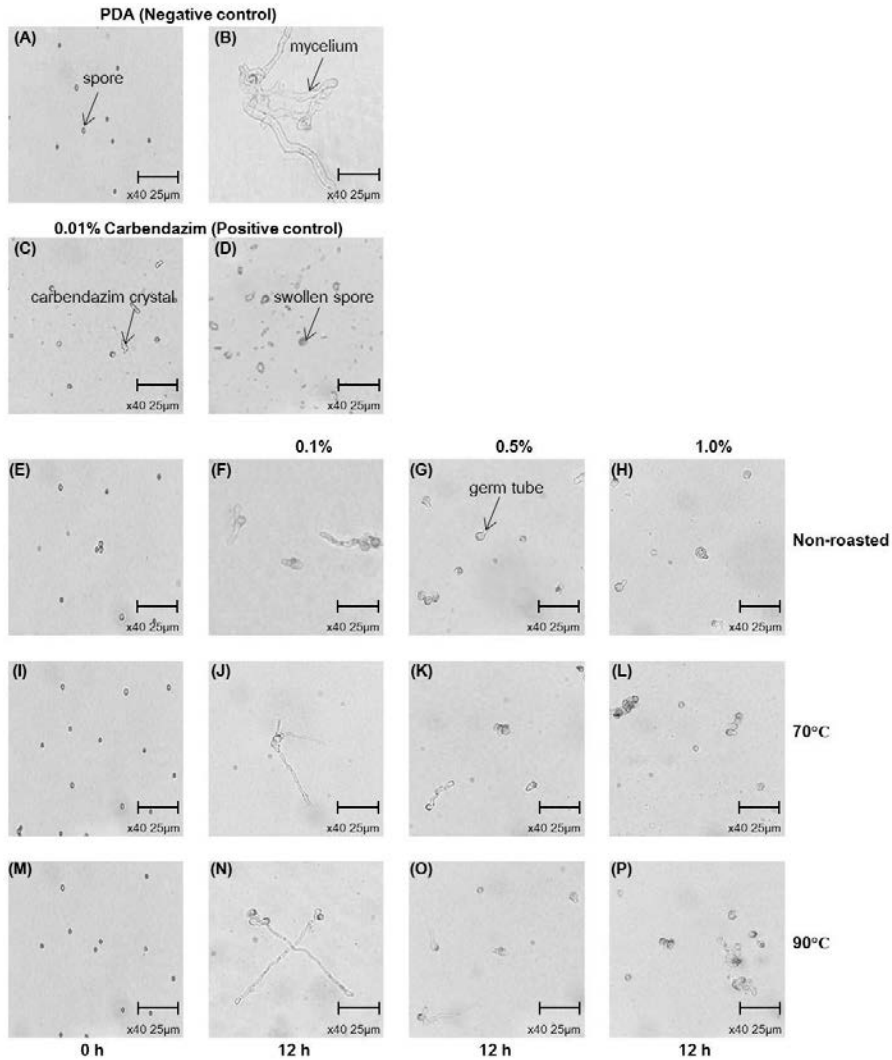 PDA (Negative control)
(A) (B)
spore mycelium
x40 25µm x40 25µm
0.01% Carbendazim (Positive control)
(C) (D)
carbendazim crystal swollen spore
x40 25µm x40 25µm
0.1% 0.5% 1.0%
(E) (F) (G) (H)
germ tube
Non-roasted
x40 25µm x40 25µm x40 25µm x40 25µm
(I) (J) (K) (L)
70°C
x40 25µm x40 25µm x40 25µm x40 25µm
(M) (N) (O) (P)
90°C
x40 25µm x40 25µm x40 25µm x40 25µm
0 h 12 h 12 h 12 h